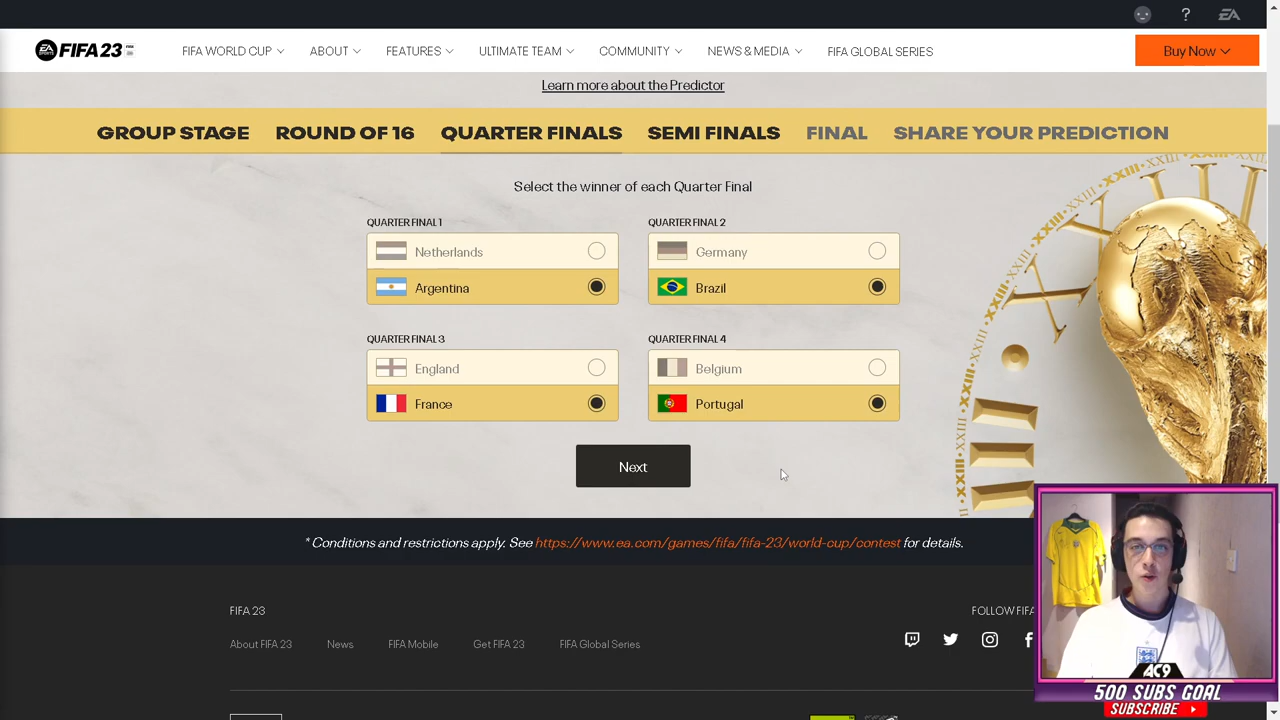 ? EA
EA SPORTS FIFA 23
FIFA WORLD CUP ABOUT FEATURES ULTIMATE TEAM COMMUNITY NEWS & MEDIA FIFA GLOBAL SERIES Buy Now
Learn more about the Predictor
GROUP STAGE ROUND OF 16 QUARTER FINALS SEMI FINALS FINAL SHARE YOUR PREDICTION
Select the winner of each Quarter Final
QUARTER FINAL 1 QUARTER FINAL 2
Netherlands Germany
Argentina Brazil
QUARTER FINAL 3 QUARTER FINAL 4
England Belgium
France Portugal
Next
* Conditions and restrictions apply. See https://www.ea.com/games/fifa/fifa-23/world-cup/contest for details.
FIFA 23 FOLLOW FIFA
About FIFA 23 News FIFA Mobile Get FIFA 23 FIFA Global Series
AC9
500 SUBS GOAL
SUBSCRIBE